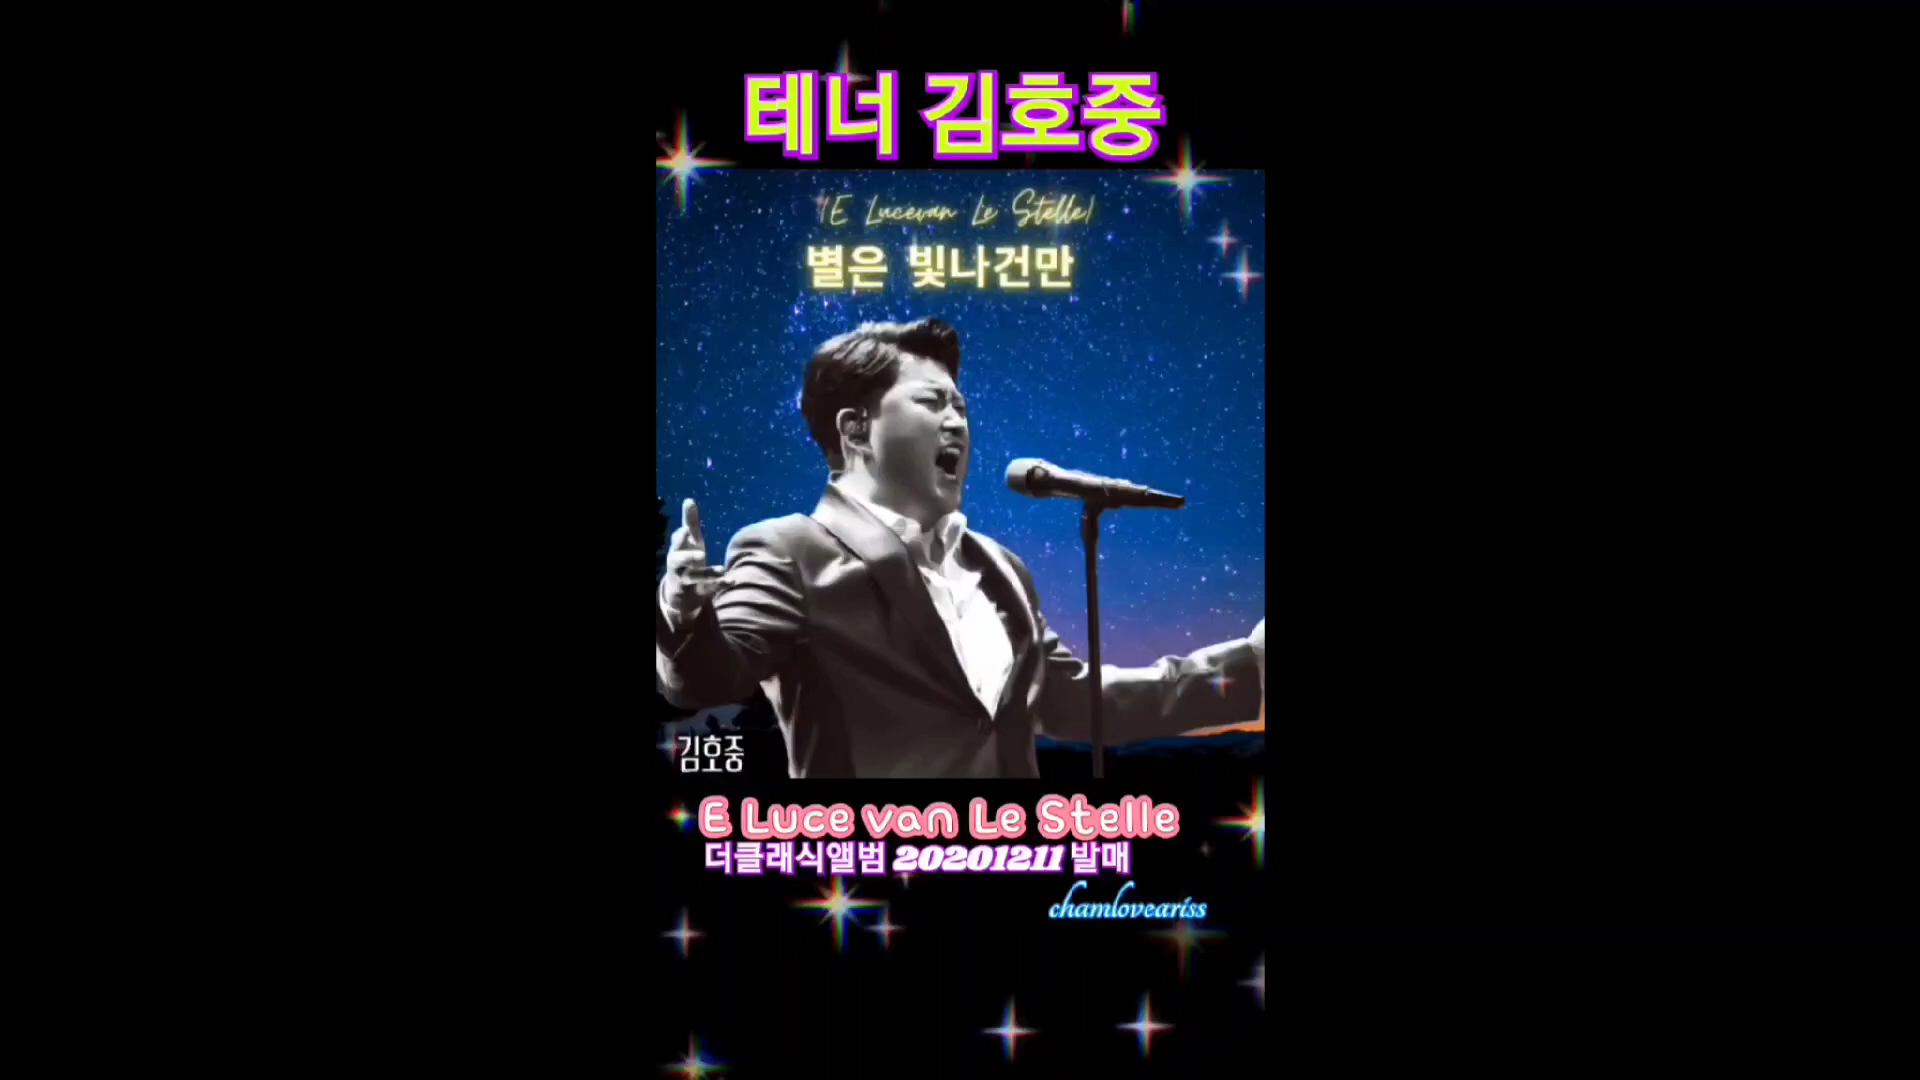 테너 김호중
(E Lucevan Le Stelle)
별은 빛나건만
김호중
E Luce van Le Stelle
더클래식앨범 20201211 발매
chamloveariss